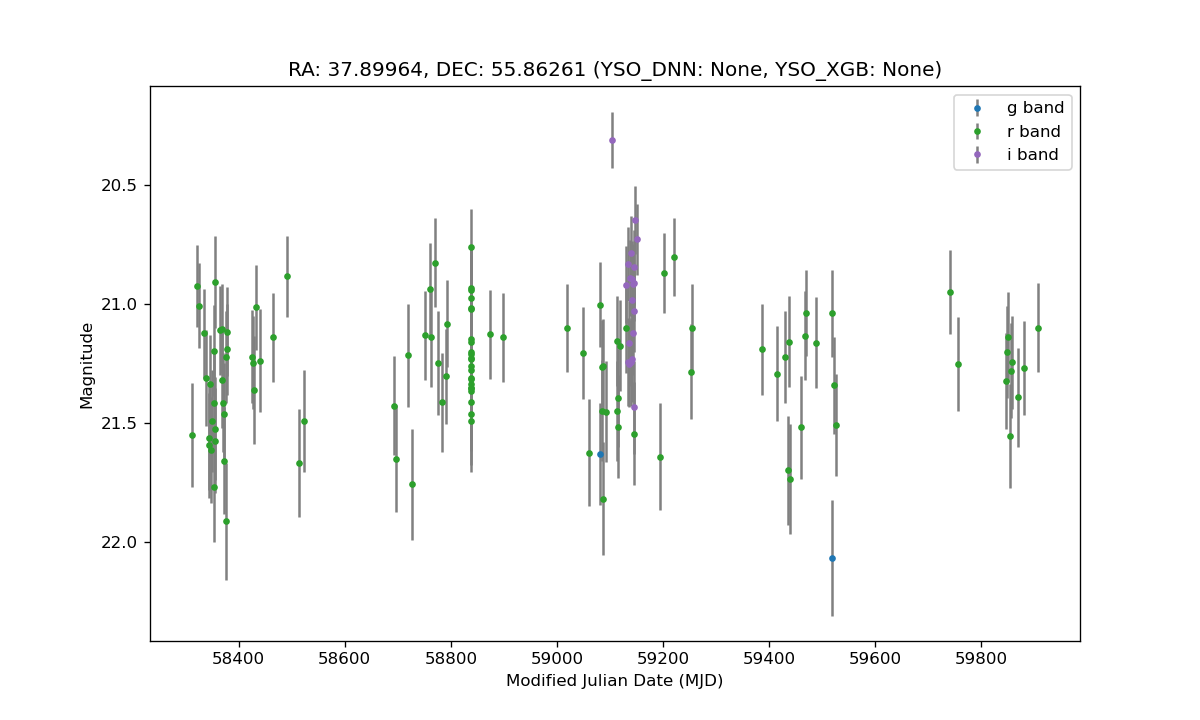 RA: 37.89964, DEC: 55.86261 (YSO_DNN: None, YSO_XGB: None)
g band
r band
i band
20.5
21.0
21.5
22.0
Magnitude
58400 58600 58800 59000 59200 59400 59600 59800
Modified Julian Date (MJD)